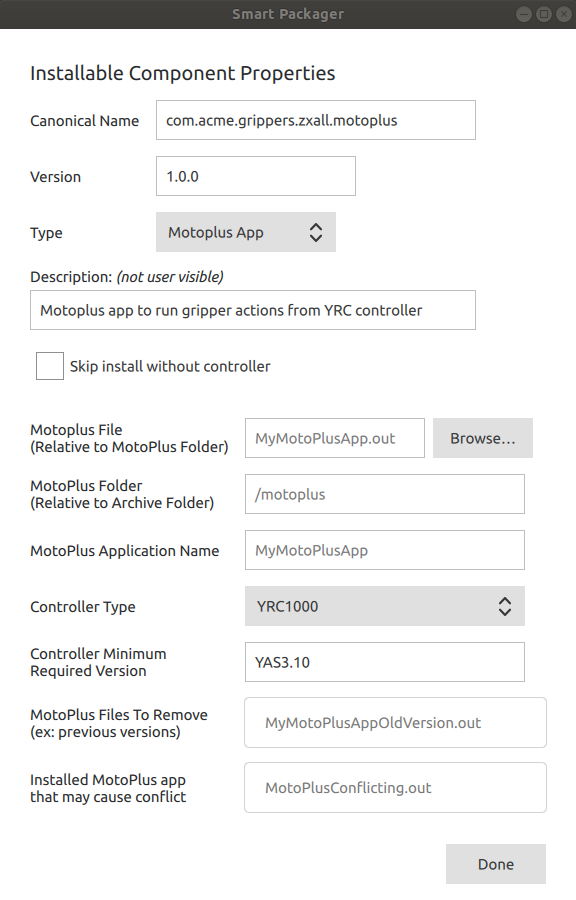 Smart Packager
Installable Component Properties
Canonical Name com.acme.grippers.zxall.motoplus
Version 1.0.0
Type Motoplus App
Description: (not user visible)
Motoplus app to run gripper actions from YRC controller
Skip install without controller
Motoplus File
(Relative to MotoPlus Folder)
MyMotoPlusApp.out Browse...
MotoPlus Folder
(Relative to Archive Folder)
/motoplus
MotoPlus Application Name MyMotoPlusApp
Controller Type YRC1000
Controller Minimum
Required Version
YAS3.10
MotoPlus Files To Remove
(ex: previous versions)
MyMotoPlusAppOldVersion.out
Installed MotoPlus app
that may cause conflict
MotoPlusConflicting.out
Done